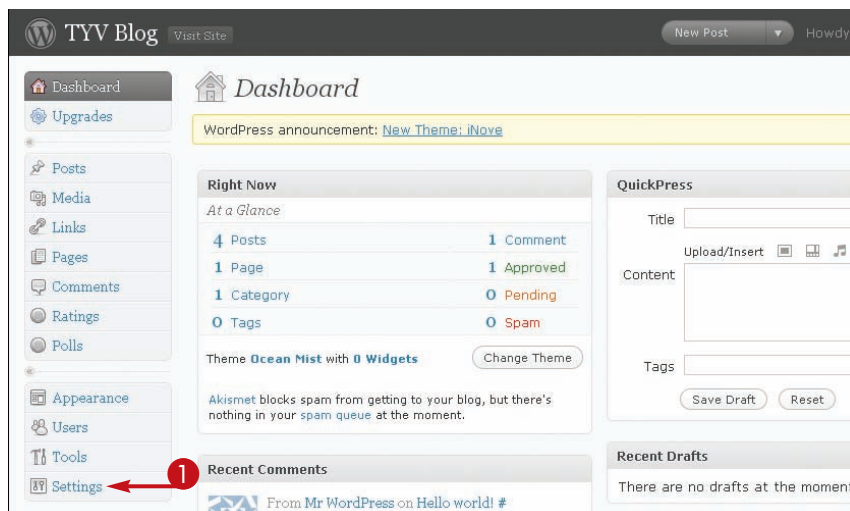 TYV Blog Visit Site New Post Howdy
Dashboard
Upgrades
Posts
Media
Links
Pages
Comments
Ratings
Polls
Appearance
Users
Tools
Settings
1
Dashboard
WordPress announcement: New Theme: iNove
Right Now
At a Glance
4 Posts 1 Comment
1 Page 1 Approved
1 Category 0 Pending
0 Tags 0 Spam
Theme Ocean Mist with 0 Widgets Change Theme
Akismet blocks spam from getting to your blog, but there's
nothing in your spam queue at the moment.
Recent Comments
From Mr WordPress on Hello world! #
QuickPress
Title
Upload/Insert
Content
Tags
Save Draft Reset
Recent Drafts
There are no drafts at the momen